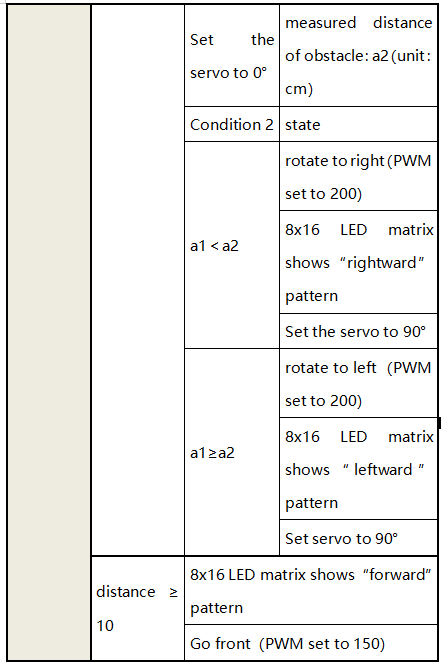 Set the
servo to 0°
measured distance
of obstacle: a2 (unit:
cm)
Condition 2
state
a1 < a2
rotate to right (PWM
set to 200)
8x16 LED matrix
shows “rightward”
pattern
Set the servo to 90°
a1≥a2
rotate to left (PWM
set to 200)
8x16 LED matrix
shows “ leftward ”
pattern
Set servo to 90°
distance ≥
10
8x16 LED matrix shows “forward”
pattern
Go front (PWM set to 150)